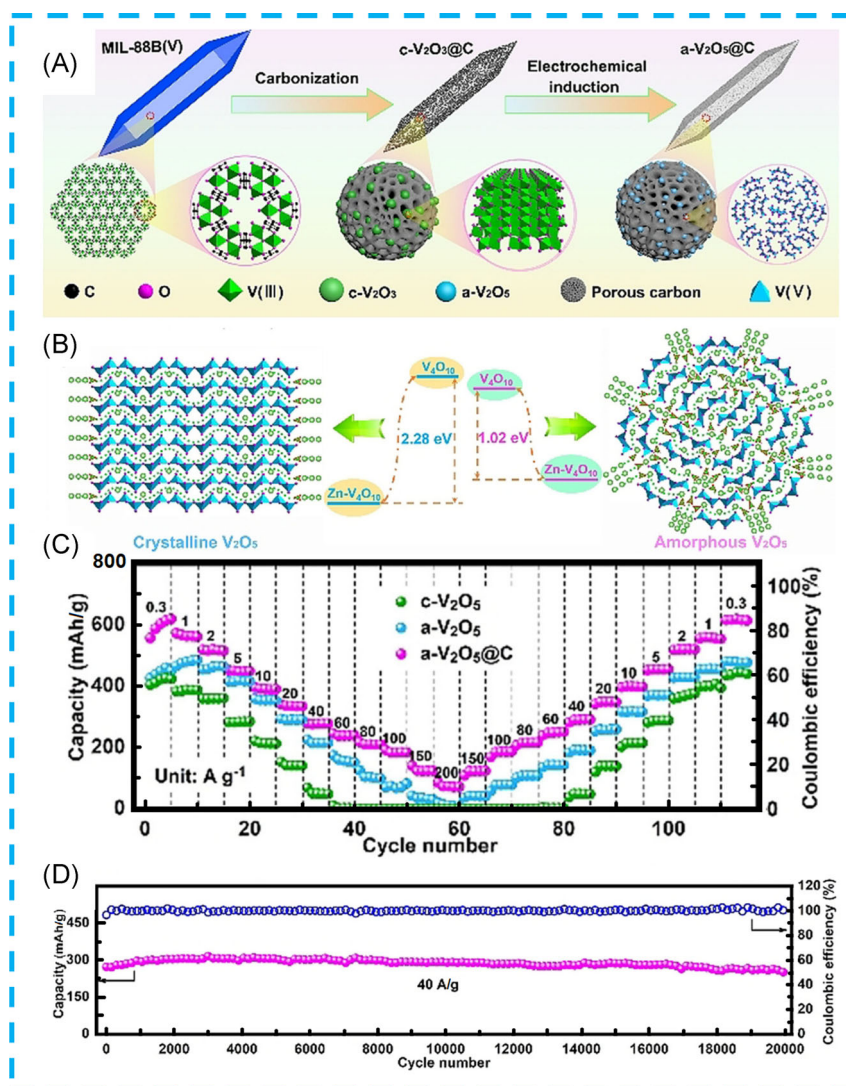 (A)
MIL-88B(V)
Carbonization
c-V₂O₃@C
Electrochemical
induction
a-V₂O₅@C
C
O
V(III)
c-V₂O₃
a-V₂O₅
Porous carbon
V(V)
(B)
V₄O₁₀
V₄O₁₀
2.28 eV
1.02 eV
Zn-V₄O₁₀
Zn-V₄O₁₀
Crystalline V₂O₅
Amorphous V₂O₅
(C)
Capacity (mAh/g)
800
600
400
200
0
0.3
1
2
5
10
20
40
60
80
100
150
200
150
100
80
60
40
20
10
5
2
1
0.3
c-V₂O₅
a-V₂O₅
a-V₂O₅@C
Unit: A g⁻¹
100
80
60
40
20
0
Coulombic efficiency (%)
0
20
40
60
80
100
Cycle number
(D)
Capacity (mAh/g)
450
300
150
0
40 A/g
120
100
80
60
40
20
0
Coulombic efficiency (%)
0
2000
4000
6000
8000
10000
12000
14000
16000
18000
20000
Cycle number